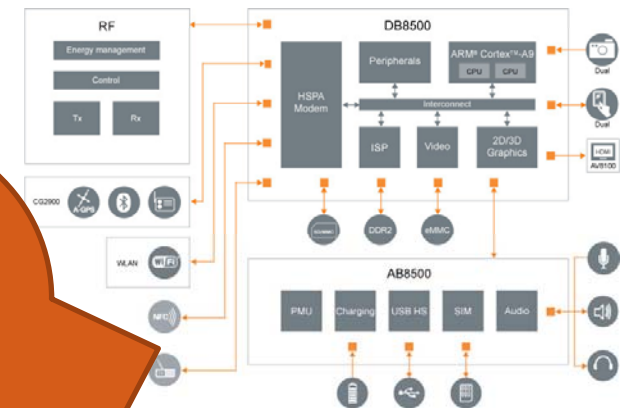 RF
Energy management
Control
Tx
Rx
DB8500
HSPA
Modem
Peripherals
ARM® Cortex™-A9
CPU
CPU
Interconnect
ISP
Video
2D/3D
Graphics
Dual
Dual
HDMI
AV8100
CG2900
A-GPS
WLAN
Wi Fi
NFC
DDR2
eMMC
AB8500
PMU
Charging
USB HS
SIM
Audio